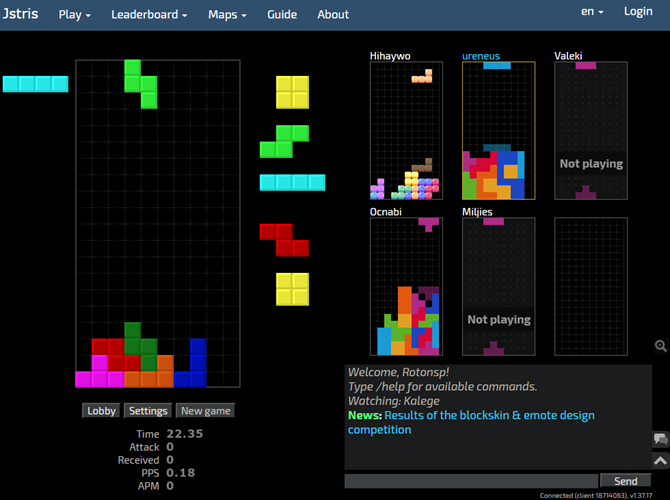 Jstris Play Leaderboard Maps Guide About en Login
Hihaywo ureneus Valeki
Not playing
Ocnabi Miljies
Not playing
Lobby Settings New game
Time 22.35
Attack 0
Received 0
PPS 0.18
APM 0
Welcome, Rotonsp!
Type /help for available commands.
Watching: Kalege
News: Results of the blockskin & emote design
competition
Send
Connected (client 18714063), v1.37.17